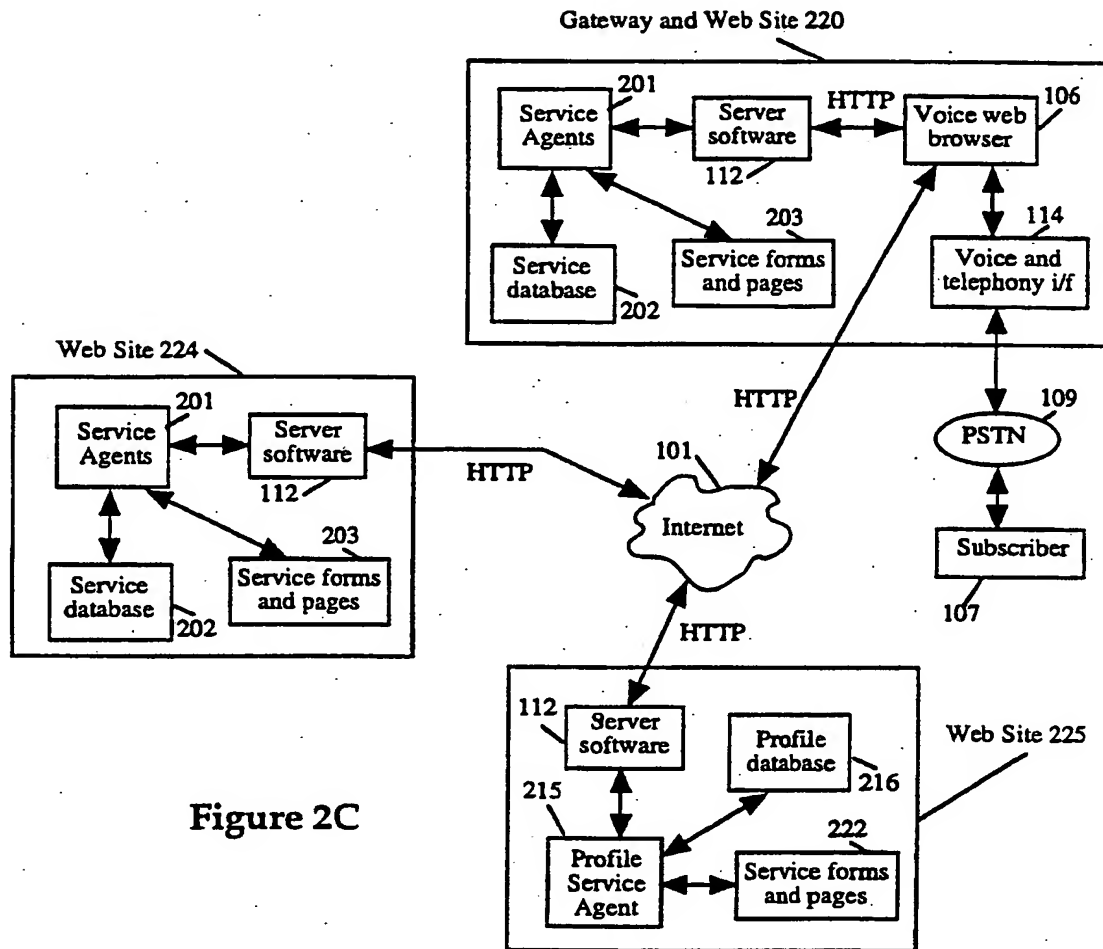 Gateway and Web Site 220
201
Service
Agents
Server
software
112
HTTP
Voice web
browser
106
114
Voice and
telephony i/f
203
Service forms
and pages
Service
database
202
Web Site 224
201
Service
Agents
Server
software
112
HTTP
203
Service forms
and pages
Service
database
202
HTTP
109
PSTN
101
Internet
Subscriber
107
HTTP
112
Server
software
Profile
database
216
Web Site 225
215
Profile
Service
Agent
222
Service forms
and pages
Figure 2C